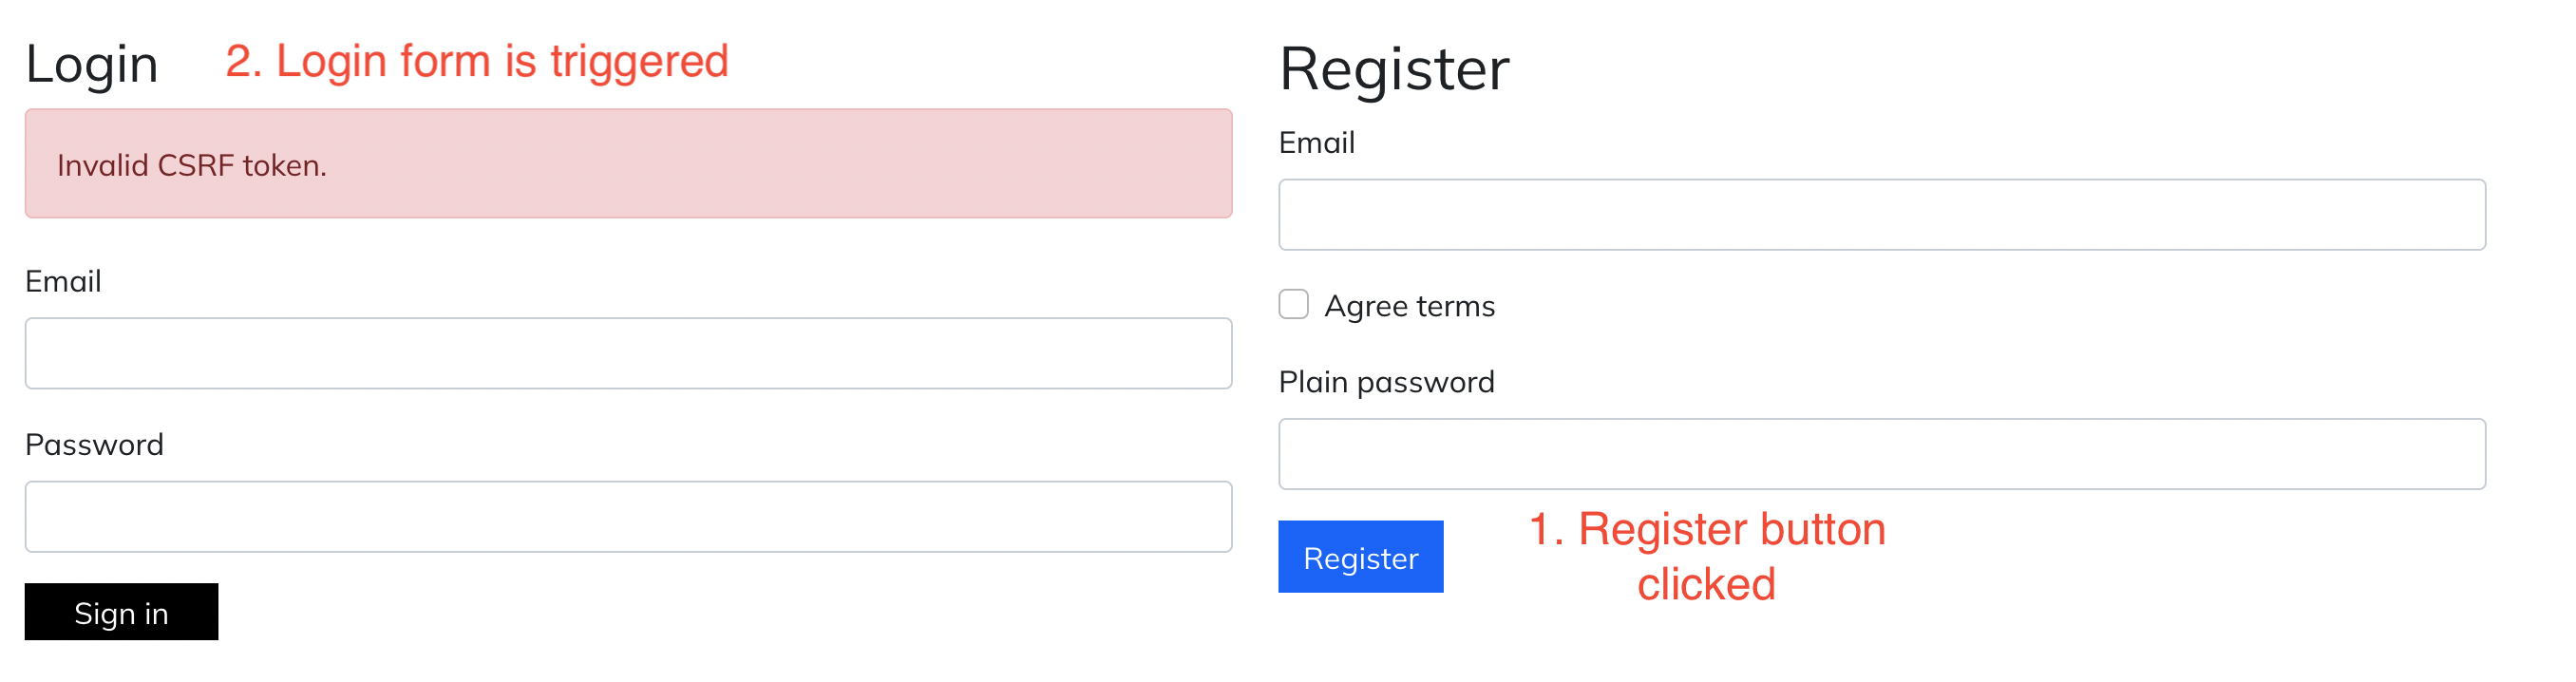 Login
2. Login form is triggered
Invalid CSRF token.
Email
Password
Sign in
Register
Email
Agree terms
Plain password
Register
1. Register button
clicked